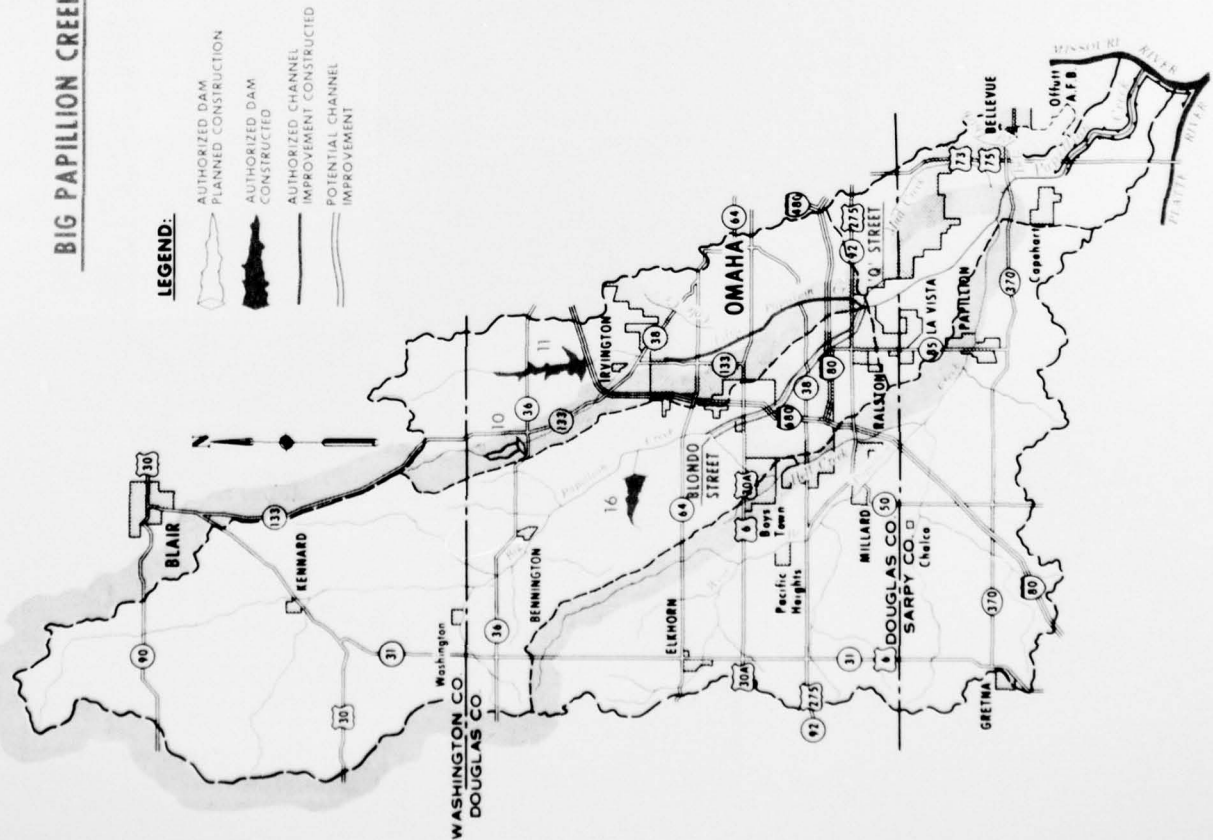 BIG PAPILLION CREE
LEGEND:
AUTHORIZED DAM
PLANNED CONSTRUCTION
AUTHORIZED DAM
CONSTRUCTED
AUTHORIZED CHANNEL
IMPROVEMENT CONSTRUCTED
POTENTIAL CHANNEL
IMPROVEMENT
N
30
BLAIR
133
KENNARD
90
30
31
Washington
WASHINGTON CO.
DOUGLAS CO.
36
BENNINGTON
36
10
133
11
IRVINGTON
38
16
Papillion Creek
64
BLONDO
STREET
133
OMAHA
64
480
ELKHORN
30A
6
30A
Boys
Town
Pacific
Heights
680
38
80
92
275
'Q' STREET
92
275
31
6
MILLARD
50
RALSTON
85
LA VISTA
PAPILLION
DOUGLAS CO.
SARPY CO.
Chalco
GRETNA
370
80
370
Capehart
73
75
BELLEVUE
Offutt
A.F.B.
MISSOURI RIVER
PLATTE RIVER